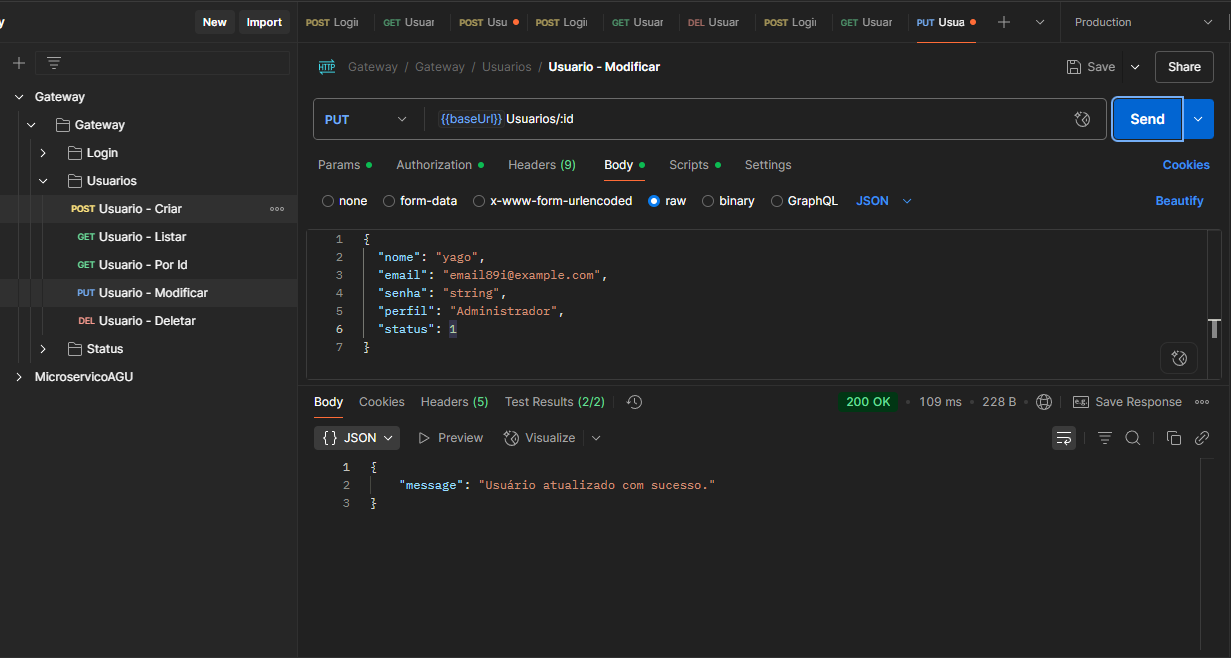 y
New Import
POST Login GET Usuar POST Usu POST Login GET Usuar DEL Usuar POST Login GET Usuar PUT Usua
Production
Gateway / Gateway / Usuarios / Usuario - Modificar
Save Share
PUT {{baseUrl}} Usuarios/:id
Send
Params Authorization Headers (9) Body Scripts Settings
Cookies
none form-data x-www-form-urlencoded raw binary GraphQL JSON
Beautify
Gateway
Gateway
Login
Usuarios
POST Usuario - Criar
GET Usuario - Listar
GET Usuario - Por Id
PUT Usuario - Modificar
DEL Usuario - Deletar
Status
MicroservicoAGU
1 {
2 "nome": "yago",
3 "email": "email89i@example.com",
4 "senha": "string",
5 "perfil": "Administrador",
6 "status": 1
7 }
Body Cookies Headers (5) Test Results (2/2)
200 OK • 109 ms • 228 B • e.g. Save Response
{} JSON Preview Visualize
1 {
2 "message": "Usuário atualizado com sucesso."
3 }